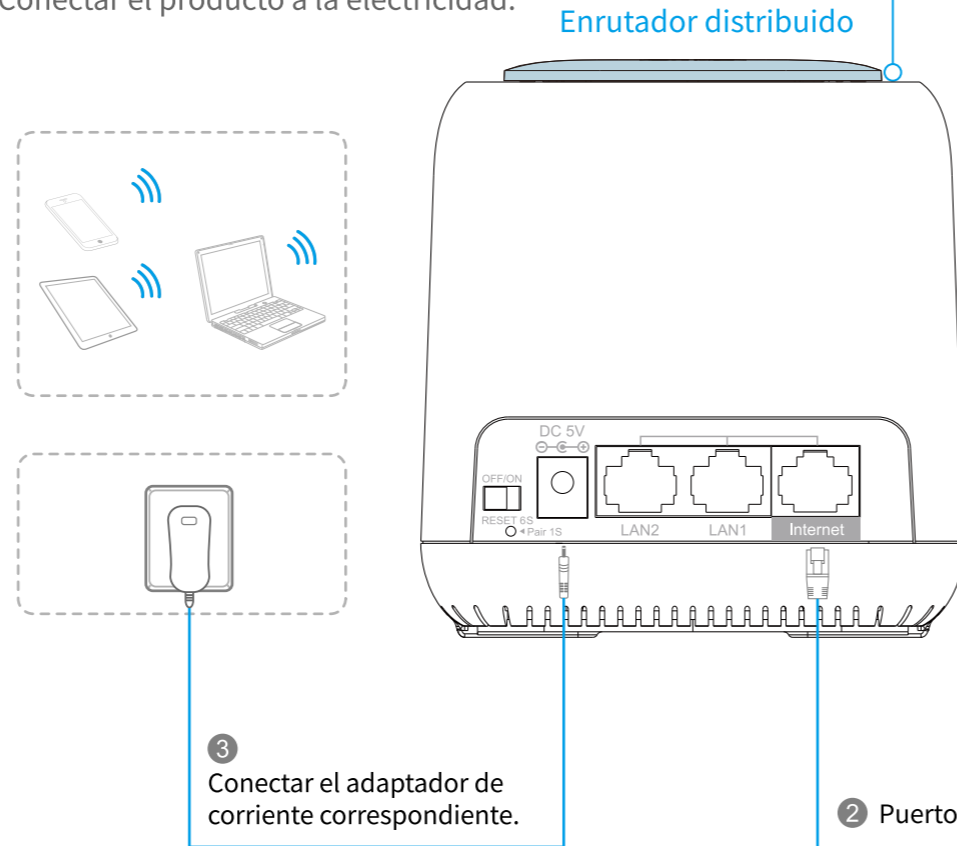 Conectar el producto a la electricidad.
Enrutador distribuido
DC 5V
OFF/ON
RESET 6S
Pair 1S
LAN2
LAN1
Internet
3
Conectar el adaptador de
corriente correspondiente.
2 Puerto